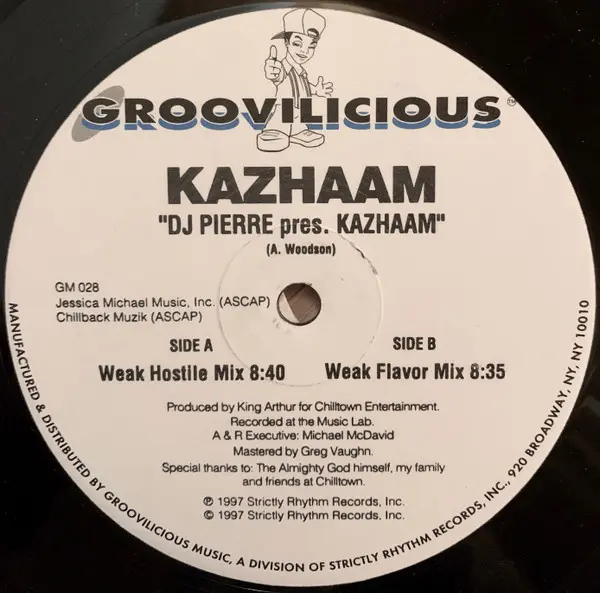 GROOVILICIOUS™
KAZHAAM
"DJ PIERRE pres. KAZHAAM"
(A. Woodson)
GM 028
Jessica Michael Music, Inc. (ASCAP)
Chillback Muzik (ASCAP)
SIDE A
Weak Hostile Mix 8:40
SIDE B
Weak Flavor Mix 8:35
Produced by King Arthur for Chilltown Entertainment.
Recorded at the Music Lab.
A & R Executive: Michael McDavid
Mastered by Greg Vaughn.
Special thanks to: The Almighty God himself, my family
and friends at Chilltown.
℗ 1997 Strictly Rhythm Records, Inc.
© 1997 Strictly Rhythm Records, Inc.
MANUFACTURED & DISTRIBUTED BY GROOVILICIOUS MUSIC, A DIVISION OF STRICTLY RHYTHM RECORDS, INC., 920 BROADWAY, NY, NY 10010